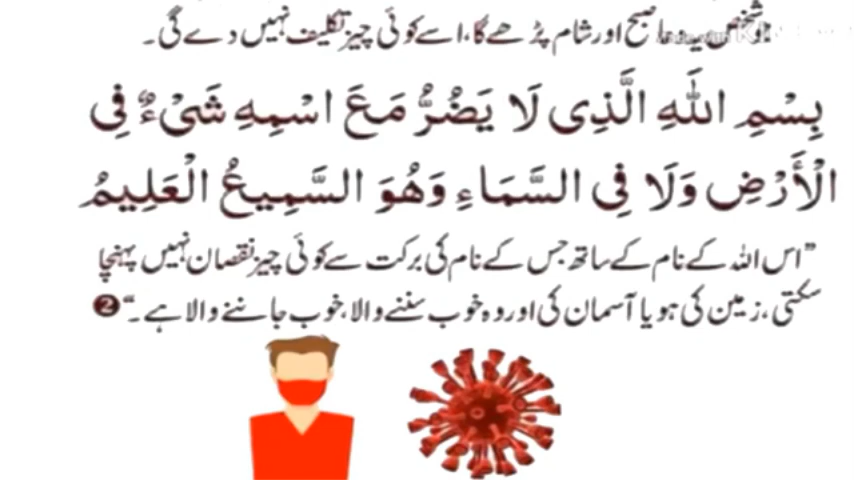 جو شخص یہ دعا صبح اور شام پڑھے گا، اسے کوئی چیز تکلیف نہیں دے گی۔
بِسْمِ اللَّهِ الَّذِى لَا يَضُرُّ مَعَ اسْمِهِ شَىْءٌ فِى
الْأَرْضِ وَلَا فِى السَّمَاءِ وَهُوَ السَّمِيعُ الْعَلِيمُ
”اس اللہ کے نام کے ساتھ جس کے نام کی برکت سے کوئی چیز نقصان نہیں پہنچا
سکتی، زمین کی ہو یا آسمان کی اور وہ خوب سننے والا، خوب جاننے والا ہے۔“ 2